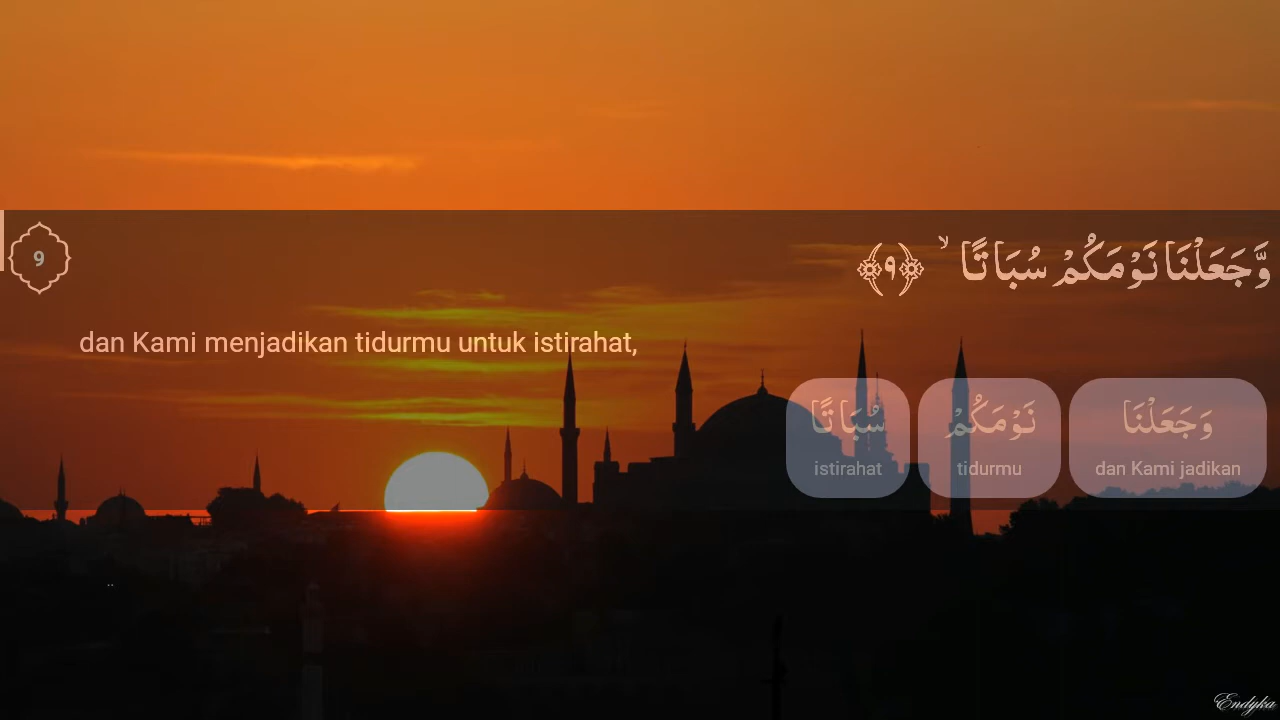 9
وَّجَعَلْنَا نَوْمَكُمْ سُبَاتًا ۙ ﴿٩﴾
dan Kami menjadikan tidurmu untuk istirahat,
وَجَعَلْنَا نَوْمَكُمْ سُبَاتًا
dan Kami jadikan tidurmu istirahat
Endyka